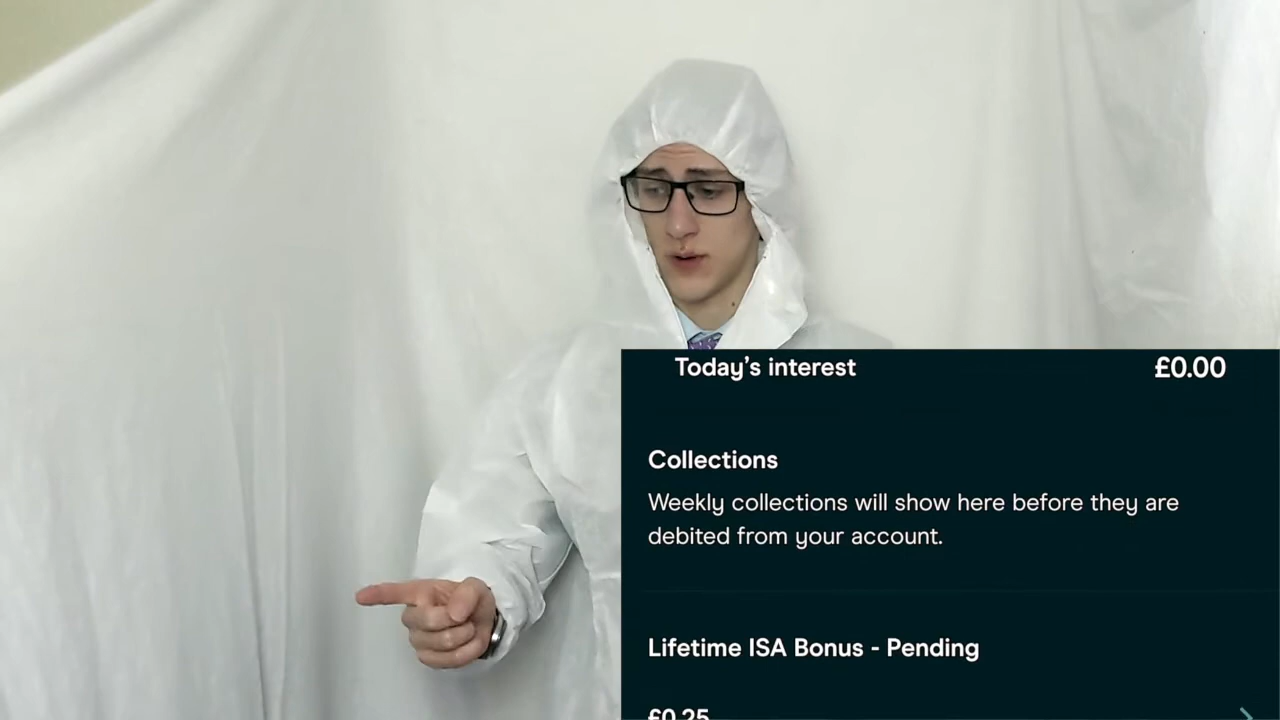 Today's interest £0.00
Collections
Weekly collections will show here before they are
debited from your account.
Lifetime ISA Bonus - Pending
£0.25